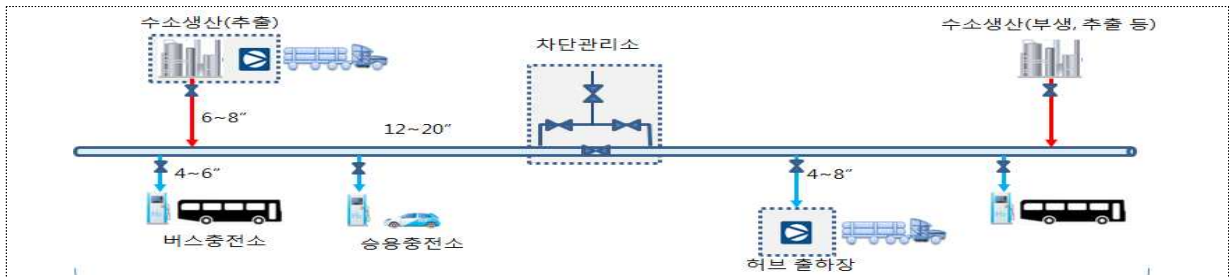 수소생산(추출)
차단관리소
수소생산(부생, 추출 등)
6~8"
12~20"
4~6"
4~8"
버스충전소
승용충전소
허브 출하장